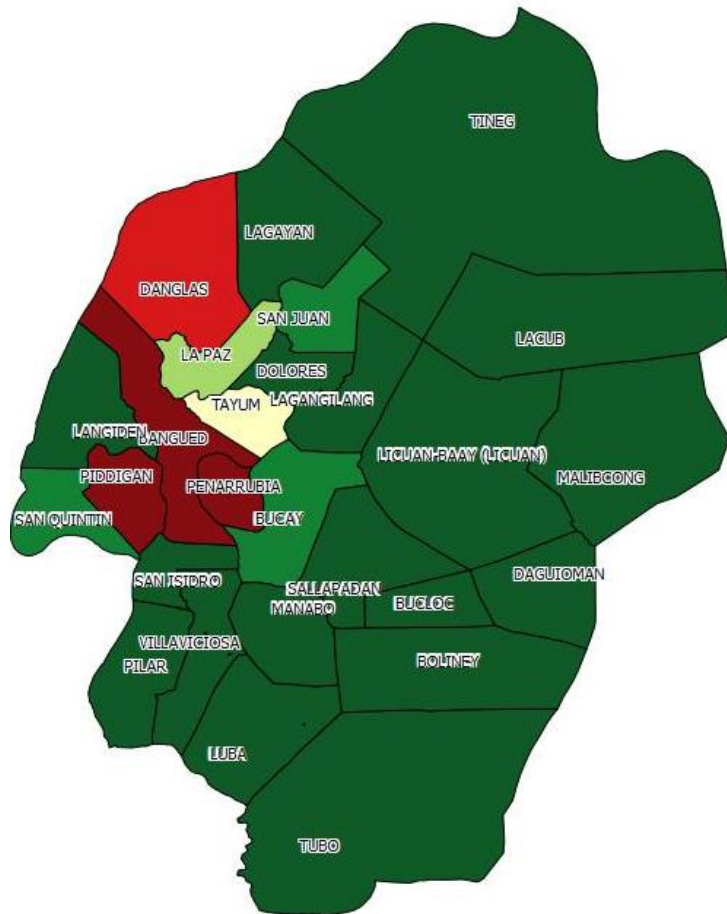 TINEG
LAGAYAN
DANGLAS
SAN JUAN
LACUB
LA PAZ
DOLORES
TAYUM
LAGANGILANG
LANGIDEN
BANGUED
LICUAN-BAAY (LICUAN)
PIDDIGAN
PENARRUBIA
MALIBCONG
SAN QUINTIN
BUCAY
SAN ISIDRO
SALLAPADAN
DAGUIOMAN
MANABO
BUCLOC
VILLAVICIOSA
PILAR
BOLINEY
LUBA
TUBO